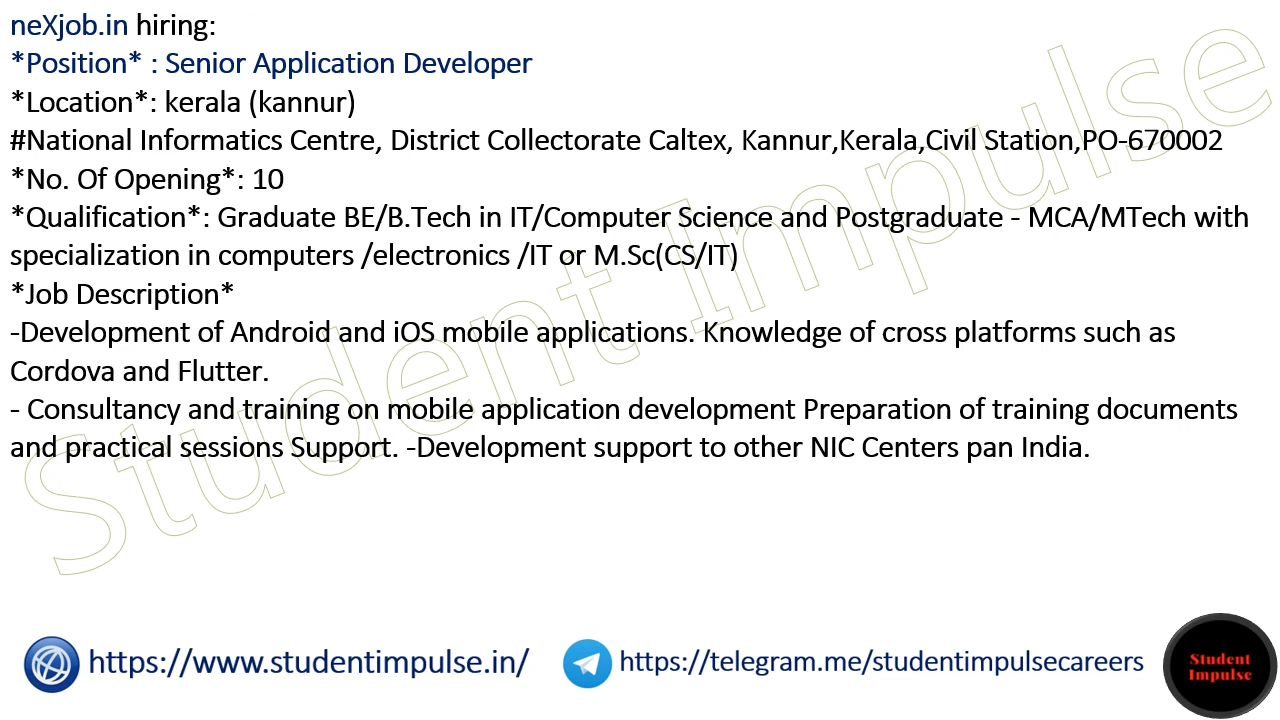 neXjob.in hiring:
*Position* : Senior Application Developer
*Location*: kerala (kannur)
#National Informatics Centre, District Collectorate Caltex, Kannur,Kerala,Civil Station,PO-670002
*No. Of Opening*: 10
*Qualification*: Graduate BE/B.Tech in IT/Computer Science and Postgraduate - MCA/MTech with
specialization in computers /electronics /IT or M.Sc(CS/IT)
*Job Description*
-Development of Android and iOS mobile applications. Knowledge of cross platforms such as
Cordova and Flutter.
- Consultancy and training on mobile application development Preparation of training documents
and practical sessions Support. -Development support to other NIC Centers pan India.
Student Impulse
https://www.studentimpulse.in/
https://telegram.me/studentimpulsecareers
Student
Impulse